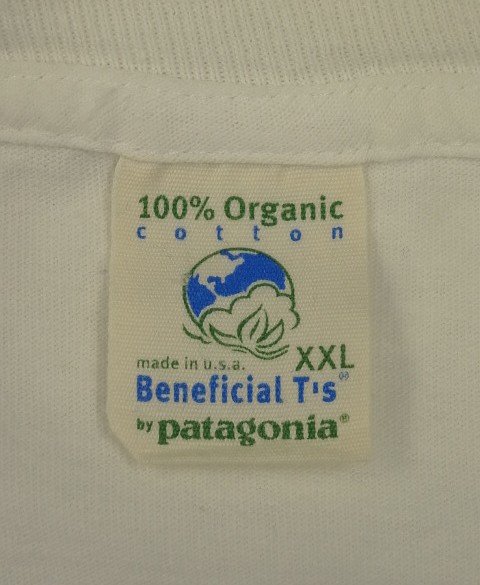 100% Organic
cotton
XXL
made in u.s.a.
Beneficial T's®
by patagonia®